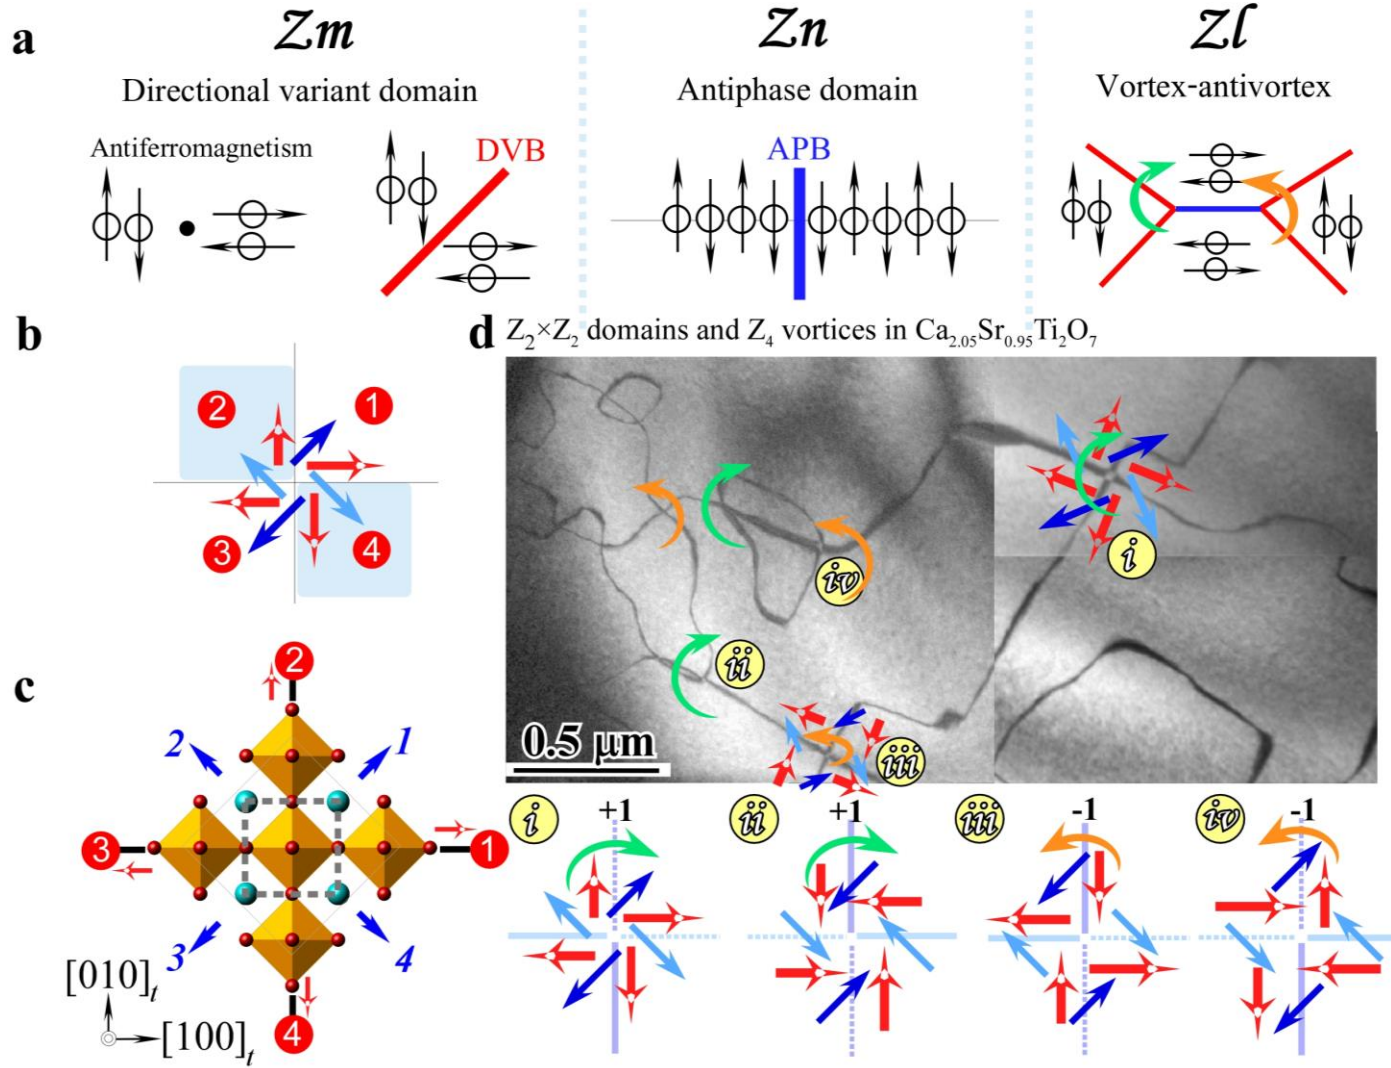 a
Zm
Zn
Zl
Directional variant domain
Antiphase domain
Vortex-antivortex
Antiferromagnetism
DVB
APB
b
2
1
3
4
c
2
2
1
3
1
3
4
4
[010]t
[100]t
d
Z2×Z2 domains and Z4 vortices in Ca2.05Sr0.95Ti2O7
i
iv
ii
iii
0.5 μm
i
+1
ii
+1
iii
-1
iv
-1